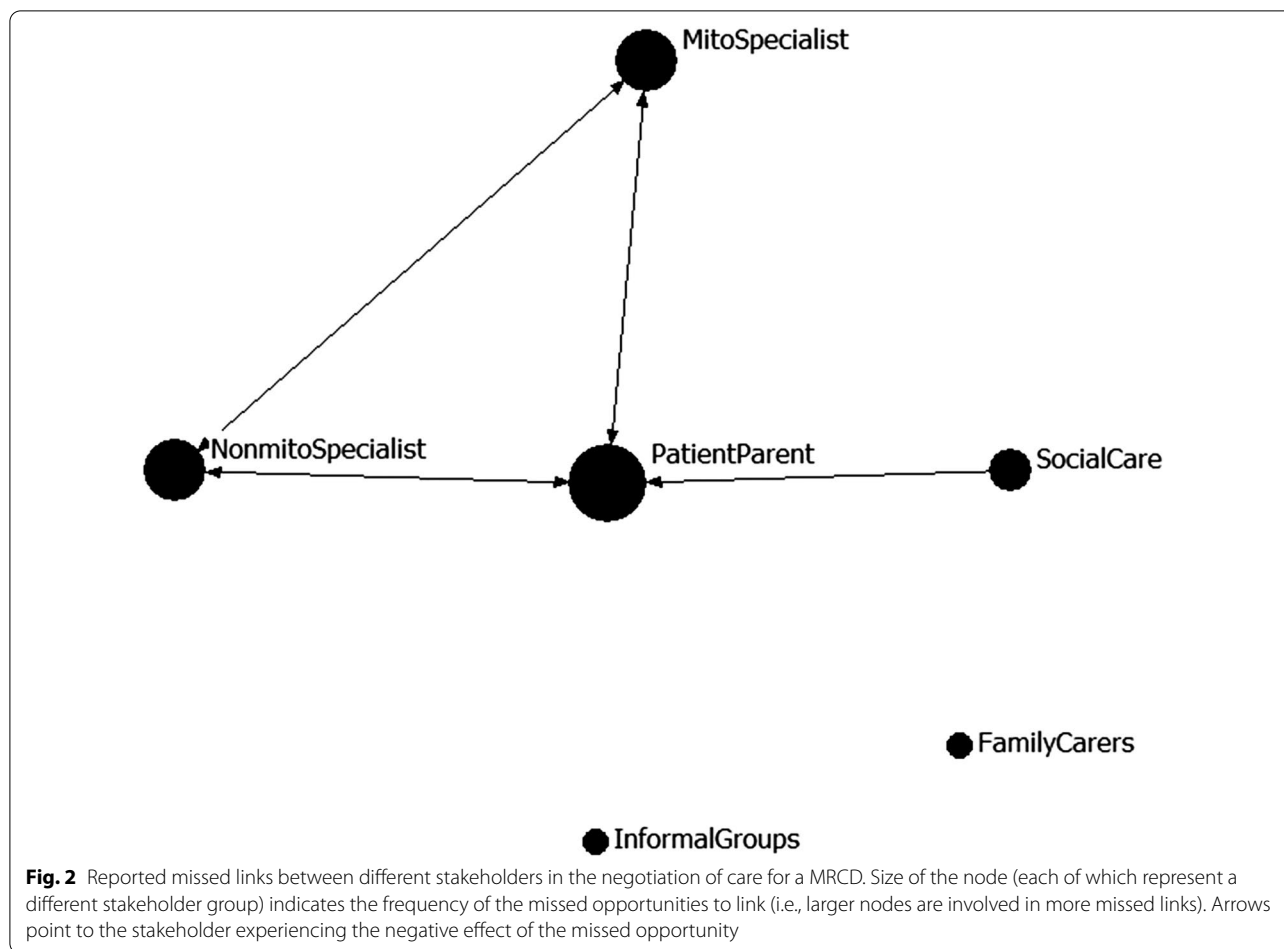 MitoSpecialist
NonmitoSpecialist
PatientParent
SocialCare
FamilyCarers
InformalGroups
Fig. 2 Reported missed links between different stakeholders in the negotiation of care for a MRCD. Size of the node (each of which represent a
different stakeholder group) indicates the frequency of the missed opportunities to link (i.e., larger nodes are involved in more missed links). Arrows
point to the stakeholder experiencing the negative effect of the missed opportunity